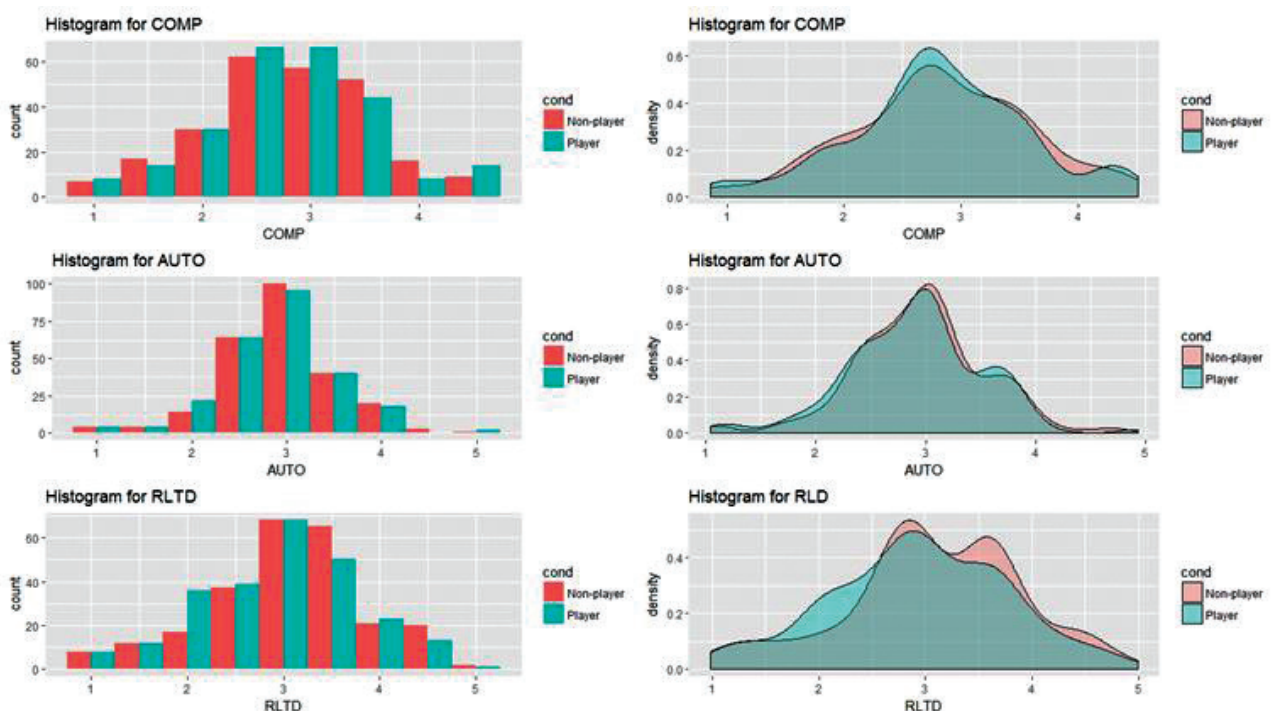 Histogram for COMP
60
40
20
0
count
1 2 3 4
COMP
cond
Non-player
Player
Histogram for COMP
0.6
0.4
0.2
0.0
density
1 2 3 4
COMP
cond
Non-player
Player
Histogram for AUTO
100
75
50
25
0
count
1 2 3 4 5
AUTO
cond
Non-player
Player
Histogram for AUTO
0.8
0.6
0.4
0.2
0.0
density
1 2 3 4 5
AUTO
cond
Non-player
Player
Histogram for RLTD
60
40
20
0
count
1 2 3 4 5
RLTD
cond
Non-player
Player
Histogram for RLD
0.4
0.2
0.0
density
1 2 3 4 5
RLTD
cond
Non-player
Player